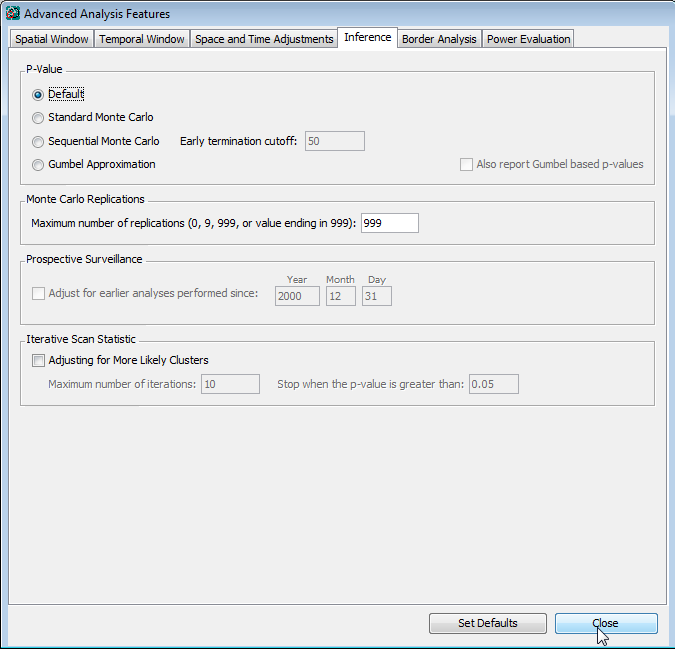 Advanced Analysis Features
Spatial Window Temporal Window Space and Time Adjustments Inference Border Analysis Power Evaluation
P-Value
Default
Standard Monte Carlo
Sequential Monte Carlo Early termination cutoff: 50
Gumbel Approximation Also report Gumbel based p-values
Monte Carlo Replications
Maximum number of replications (0, 9, 999, or value ending in 999): 999
Prospective Surveillance
Year Month Day
Adjust for earlier analyses performed since: 2000 12 31
Iterative Scan Statistic
Adjusting for More Likely Clusters
Maximum number of iterations: 10 Stop when the p-value is greater than: 0.05
Set Defaults Close